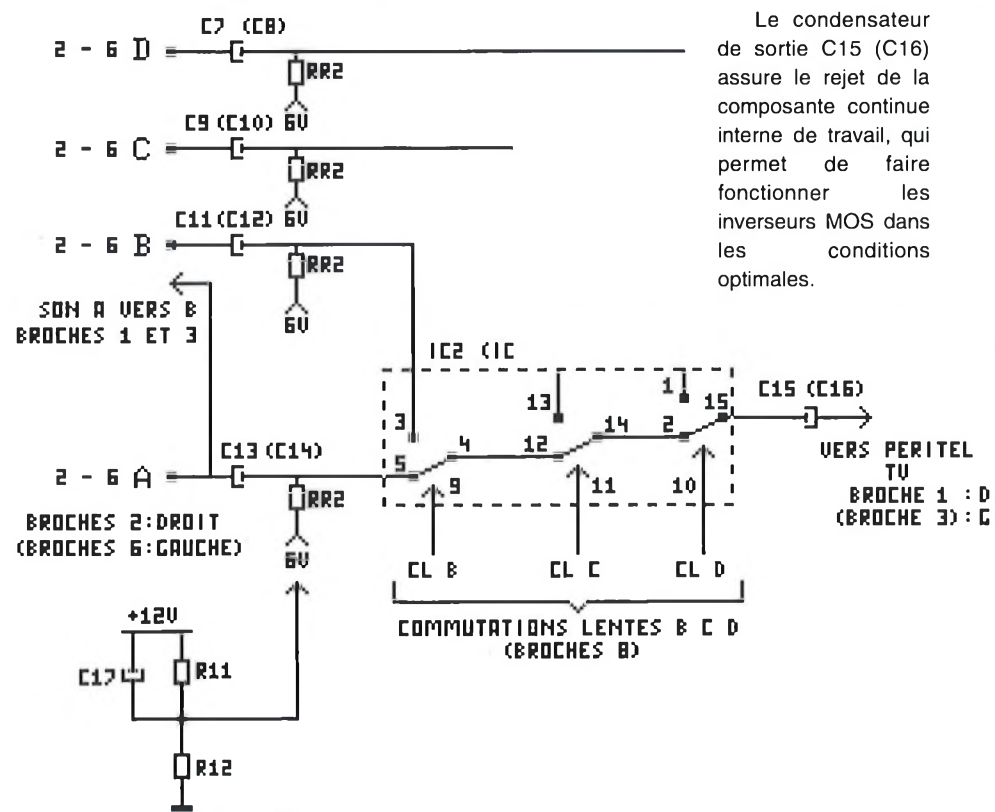 C7 (C8)
2 - 6 D
RR2
6V
C9 (C10)
2 - 6 C
RR2
6V
C11 (C12)
2 - 6 B
RR2
6V
SON A VERS B
BROCHES 1 ET 3
IC2 (IC
3
13
1
15
C15 (C16)
4
12
14
2
5
9
11
10
C13 (C14)
2 - 6 A
RR2
6V
BROCHES 2:DROIT
(BROCHES 6:GAUCHE)
VERS PERITEL
TV
BROCHE 1 : D
(BROCHE 3) : G
CL B
CL C
CL D
COMMUTATIONS LENTES B C D
(BROCHES 8)
+12V
C17
R11
R12
Le condensateur
de sortie C15 (C16)
assure le rejet de la
composante continue
interne de travail, qui
permet de faire
fonctionner les
inverseurs MOS dans
les conditions
optimales.